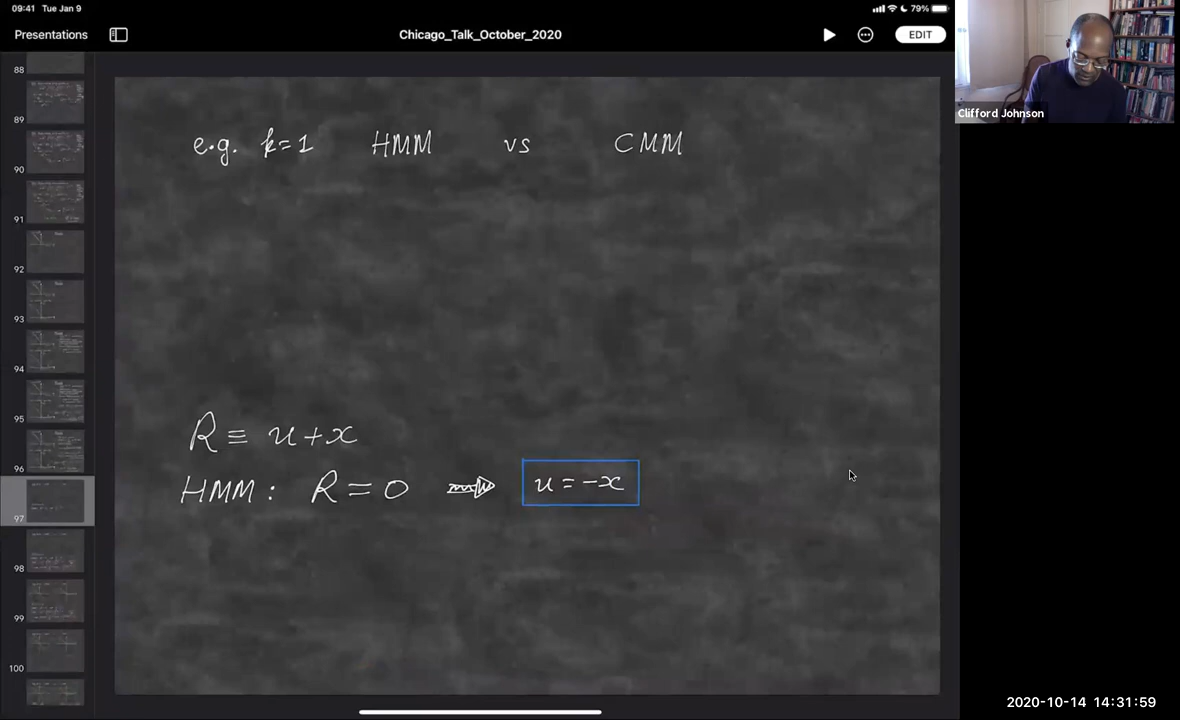 09:41 Tue Jan 9
79%
Presentations
Chicago_Talk_October_2020
EDIT
Clifford Johnson
88
89
90
91
92
93
94
95
96
97
98
99
100
e.g. k=1 HMM vs CMM
R ≡ u+x
HMM: R = 0 ⇒ u = -x
2020-10-14 14:31:59